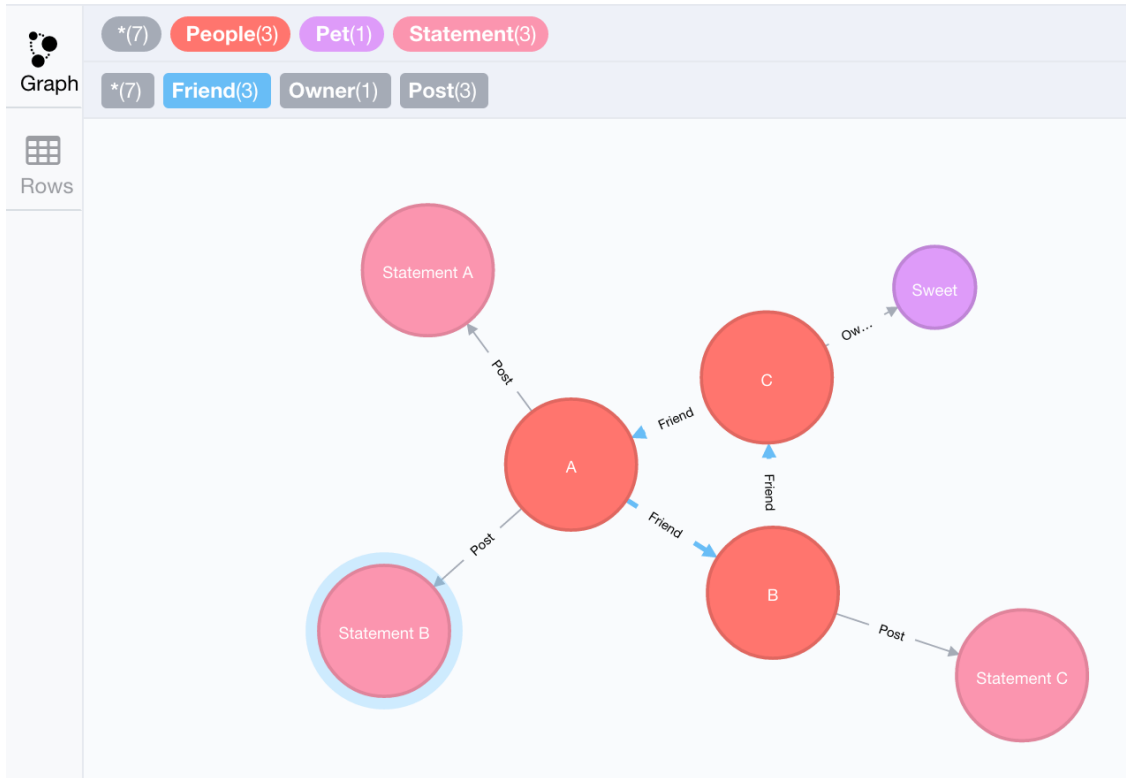 Graph
Rows
*(7) People(3) Pet(1) Statement(3)
*(7) Friend(3) Owner(1) Post(3)
Statement A
Sweet
Ow...
Post
C
Friend
A
Friend
Friend
Post
B
Statement B
Post
Statement C